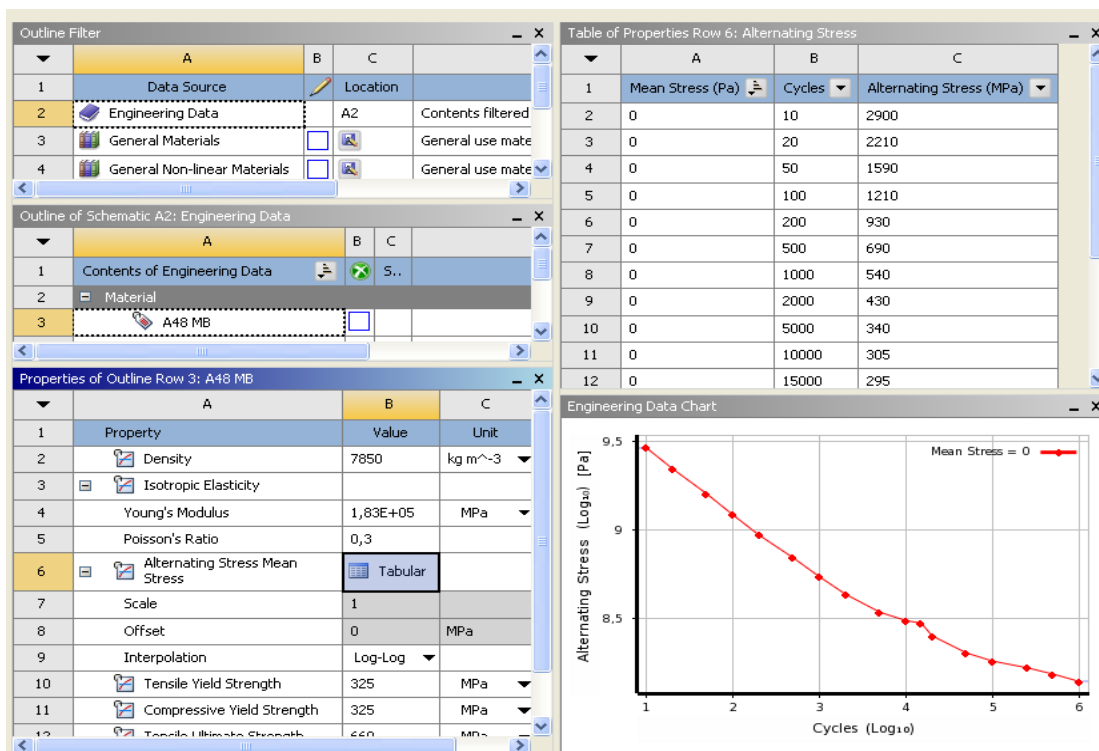 Outline Filter
A B C
1 Data Source Location
2 Engineering Data A2 Contents filtered
3 General Materials General use mate
4 General Non-linear Materials General use mate
Outline of Schematic A2: Engineering Data
A B C
1 Contents of Engineering Data S..
2 Material
3 A48 MB
Properties of Outline Row 3: A48 MB
A B C
1 Property Value Unit
2 Density 7850 kg m^-3
3 Isotropic Elasticity
4 Young's Modulus 1,83E+05 MPa
5 Poisson's Ratio 0,3
6 Alternating Stress Mean
Stress Tabular
7 Scale 1
8 Offset 0 MPa
9 Interpolation Log-Log
10 Tensile Yield Strength 325 MPa
11 Compressive Yield Strength 325 MPa
12 Tensile Ultimate Strength 660 MPa
Table of Properties Row 6: Alternating Stress
A B C
1 Mean Stress (Pa) Cycles Alternating Stress (MPa)
2 0 10 2900
3 0 20 2210
4 0 50 1590
5 0 100 1210
6 0 200 930
7 0 500 690
8 0 1000 540
9 0 2000 430
10 0 5000 340
11 0 10000 305
12 0 15000 295
Engineering Data Chart
Mean Stress = 0
Alternating Stress (Log₁₀) [Pa]
9,5
9
8,5
1 2 3 4 5 6
Cycles (Log₁₀)